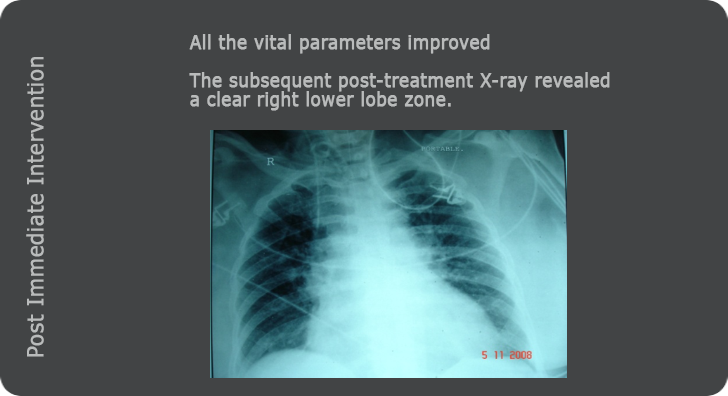 Post Immediate Intervention
All the vital parameters improved
The subsequent post-treatment X-ray revealed
a clear right lower lobe zone.
R
PORTABLE.
5 11 2008